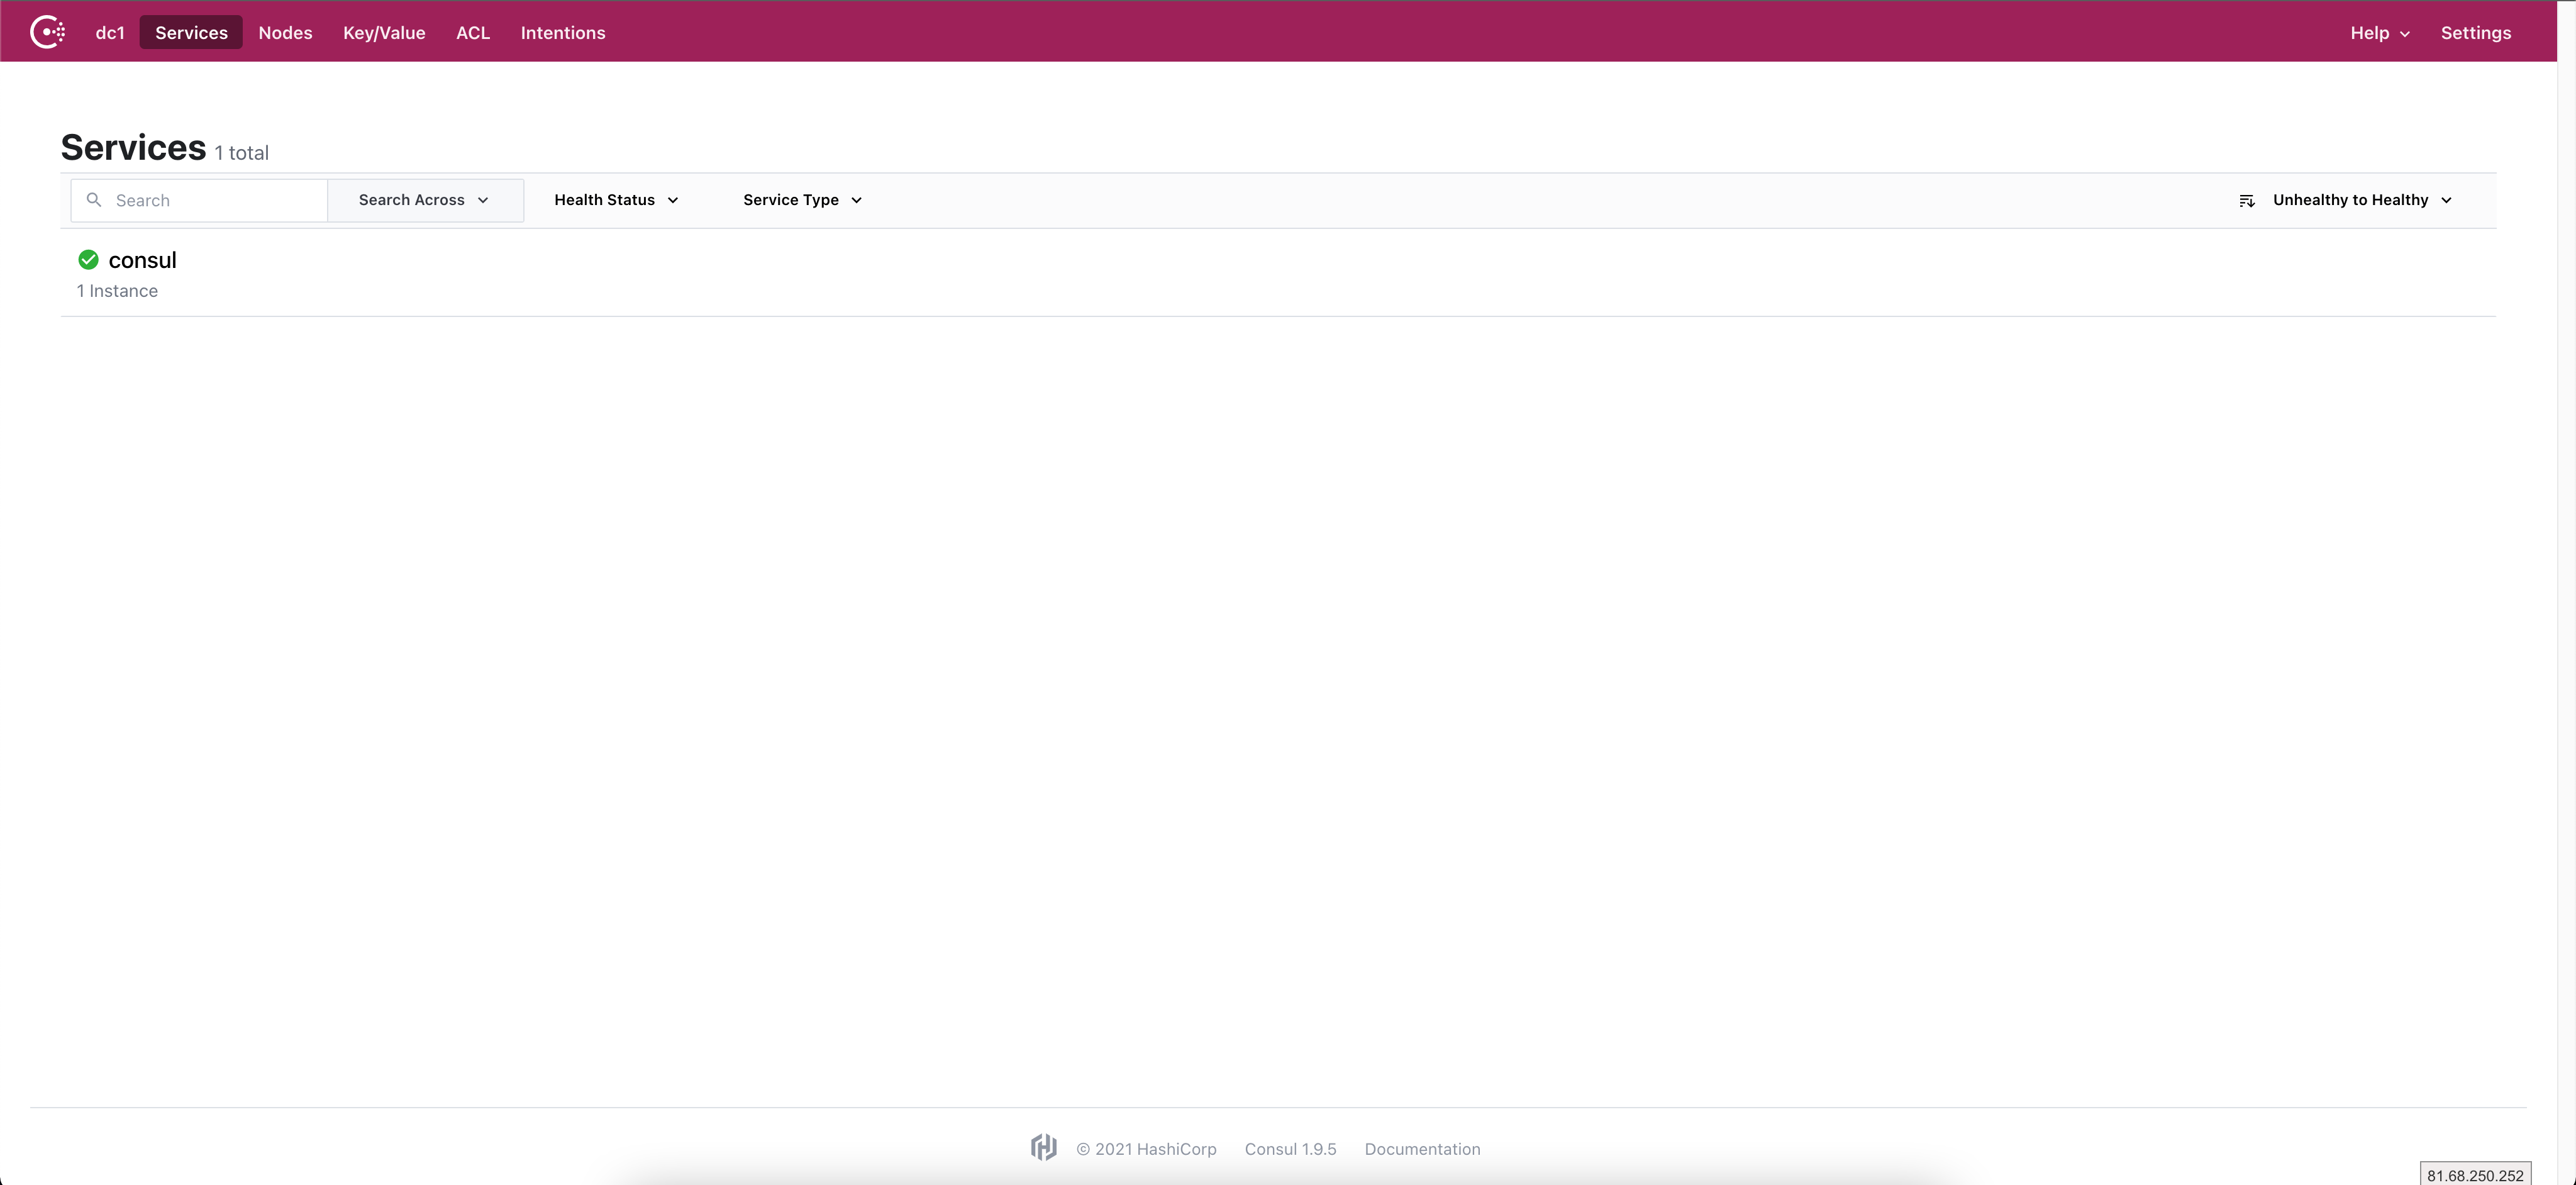 dc1 Services Nodes Key/Value ACL Intentions Help Settings
Services 1 total
Search Search Across Health Status Service Type Unhealthy to Healthy
consul
1 Instance
© 2021 HashiCorp Consul 1.9.5 Documentation
81.68.250.252